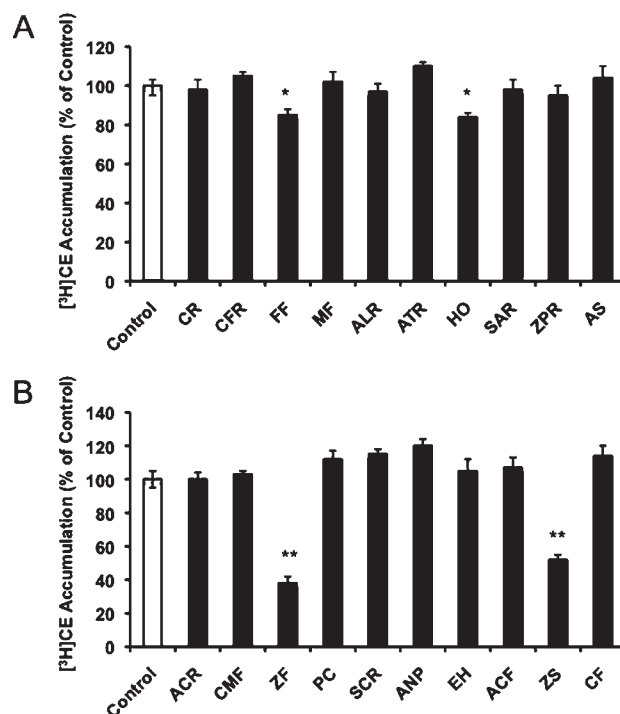 A
[³H]CE Accumulation (% of Control)
120
100
80
60
40
20
0
* *
Control CR CFR FF MF ALR ATR HO SAR ZPR AS
B
[³H]CE Accumulation (% of Control)
140
120
100
80
60
40
20
0
** **
Control ACR CMF ZF PC SCR ANP EH ACF ZS CF